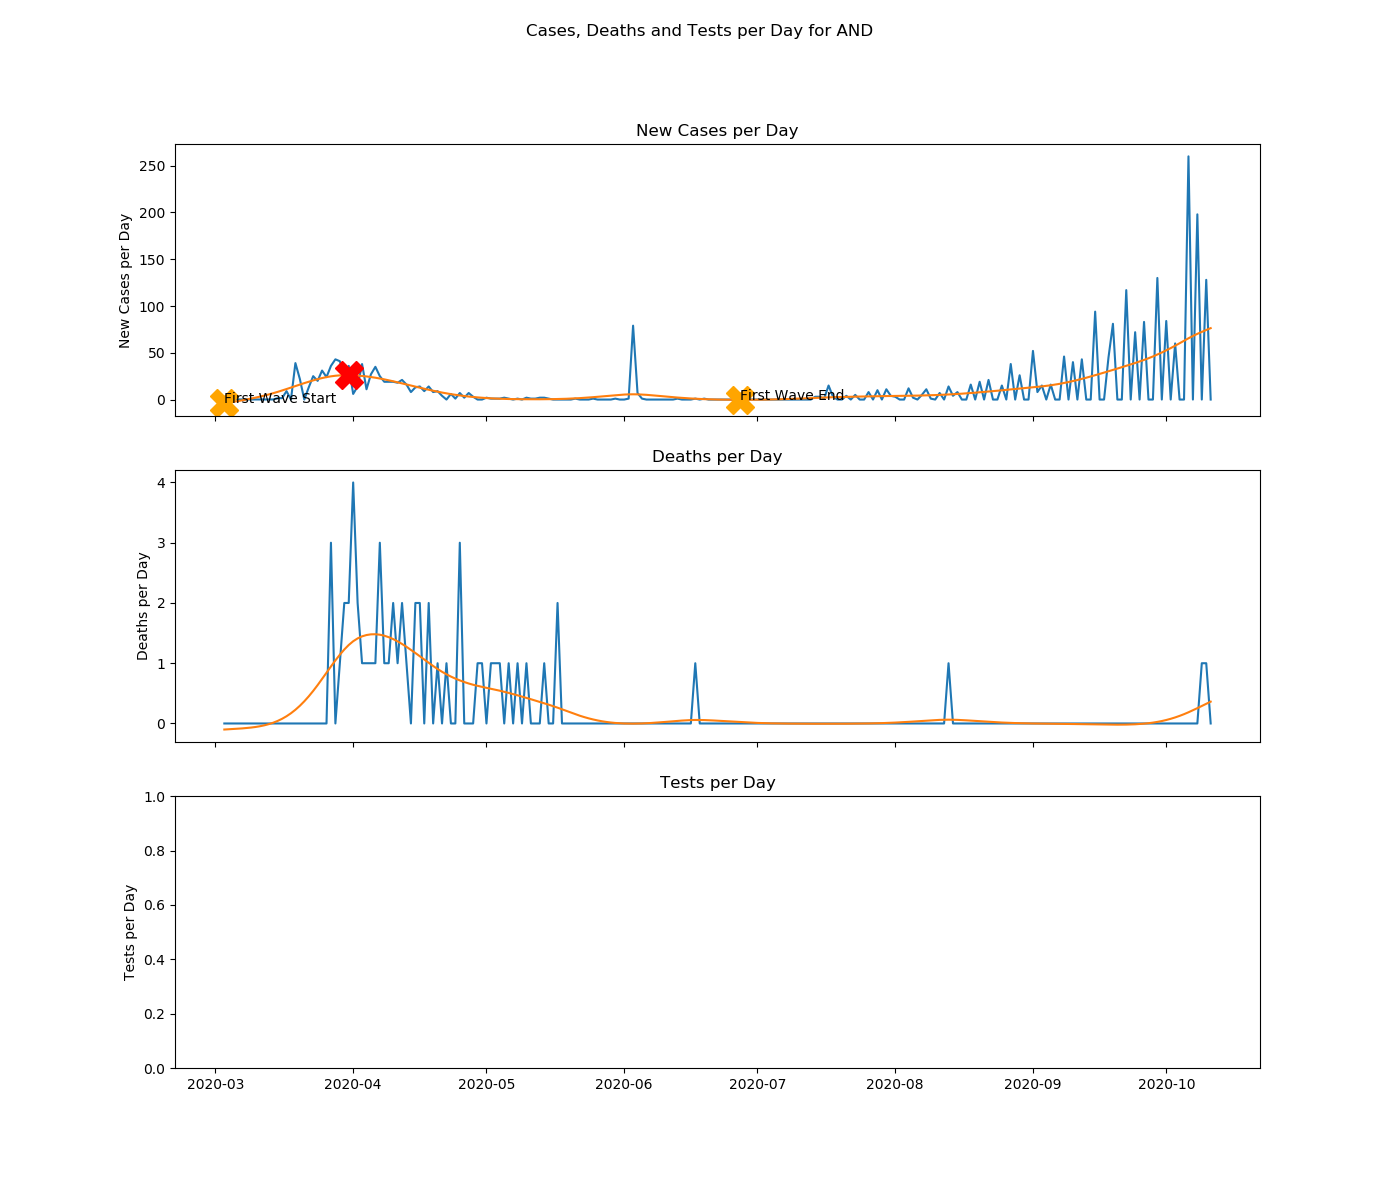 Cases, Deaths and Tests per Day for AND
New Cases per Day
New Cases per Day
250
200
150
100
50
0
First Wave Start
First Wave End
Deaths per Day
Deaths per Day
4
3
2
1
0
Tests per Day
Tests per Day
1.0
0.8
0.6
0.4
0.2
0.0
2020-03 2020-04 2020-05 2020-06 2020-07 2020-08 2020-09 2020-10